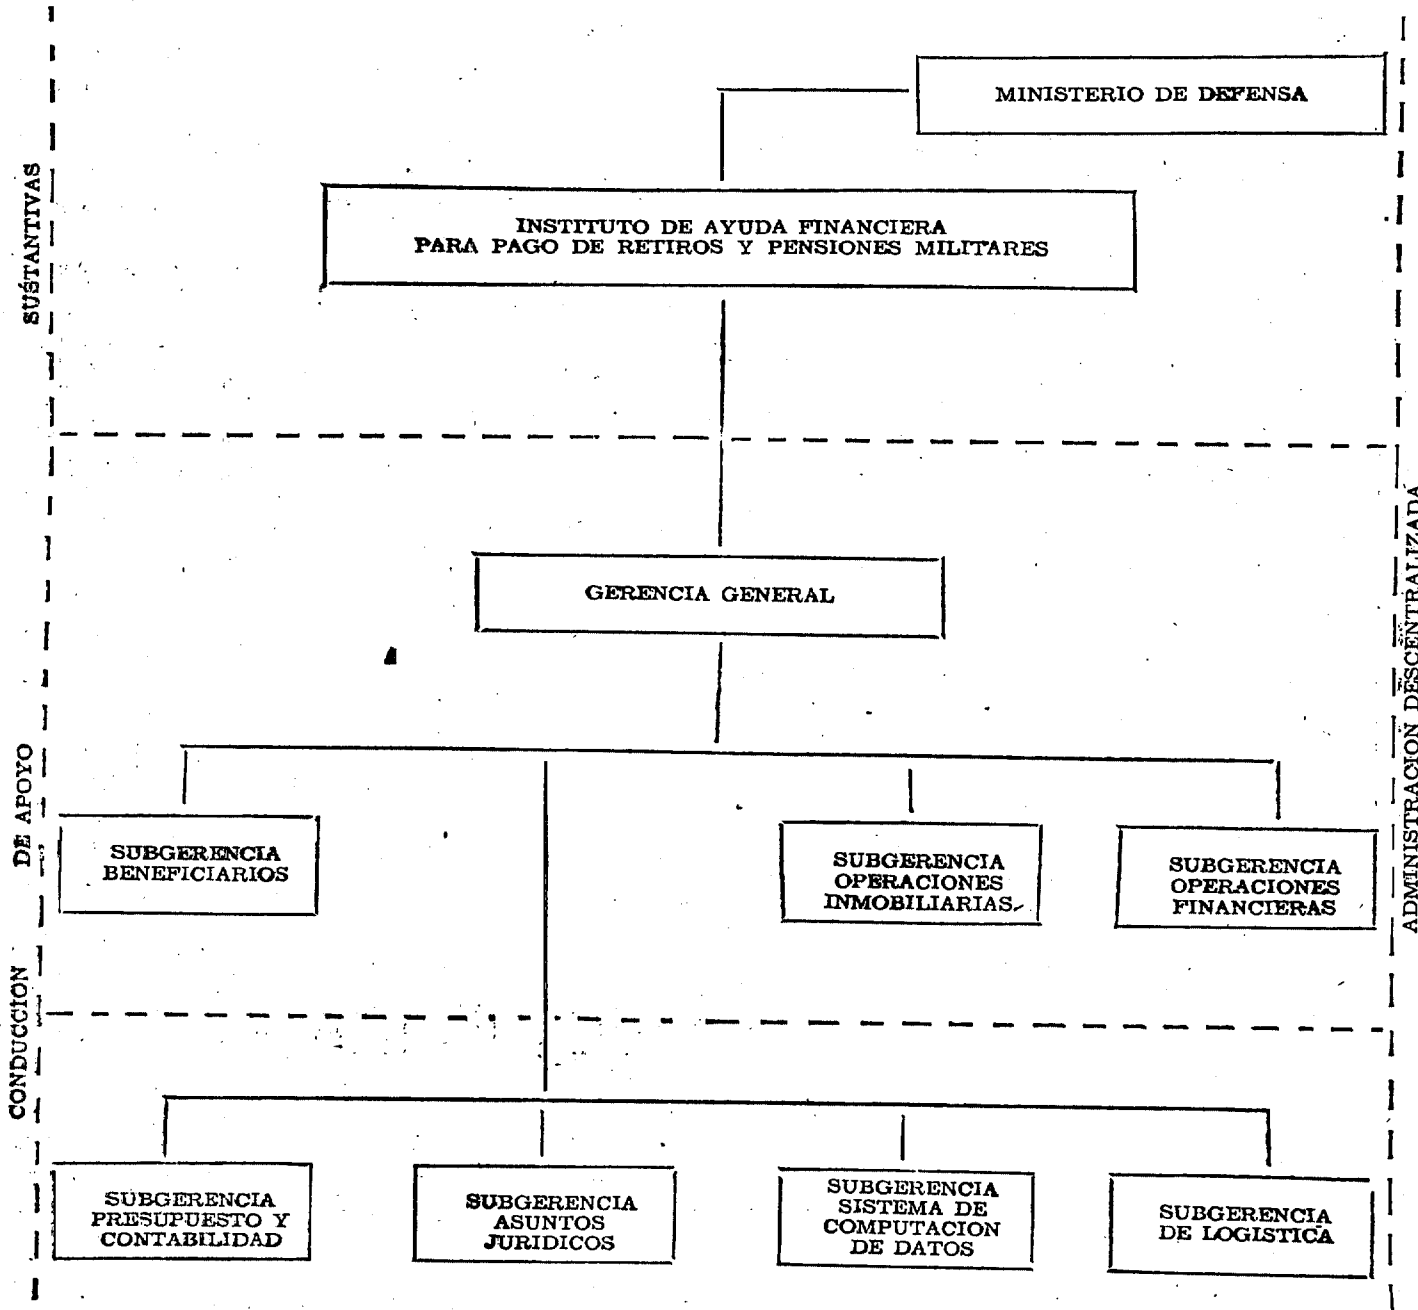 MINISTERIO DE DEFENSA
INSTITUTO DE AYUDA FINANCIERA
PARA PAGO DE RETIROS Y PENSIONES MILITARES
SUSTANTIVAS
GERENCIA GENERAL
ADMINISTRACION DESCENTRALIZADA
DE APOYO
SUBGERENCIA
BENEFICIARIOS
SUBGERENCIA
OPERACIONES
INMOBILIARIAS
SUBGERENCIA
OPERACIONES
FINANCIERAS
CONDUCCION
SUBGERENCIA
PRESUPUESTO Y
CONTABILIDAD
SUBGERENCIA
ASUNTOS
JURIDICOS
SUBGERENCIA
SISTEMA DE
COMPUTACION
DE DATOS
SUBGERENCIA
DE LOGISTICA